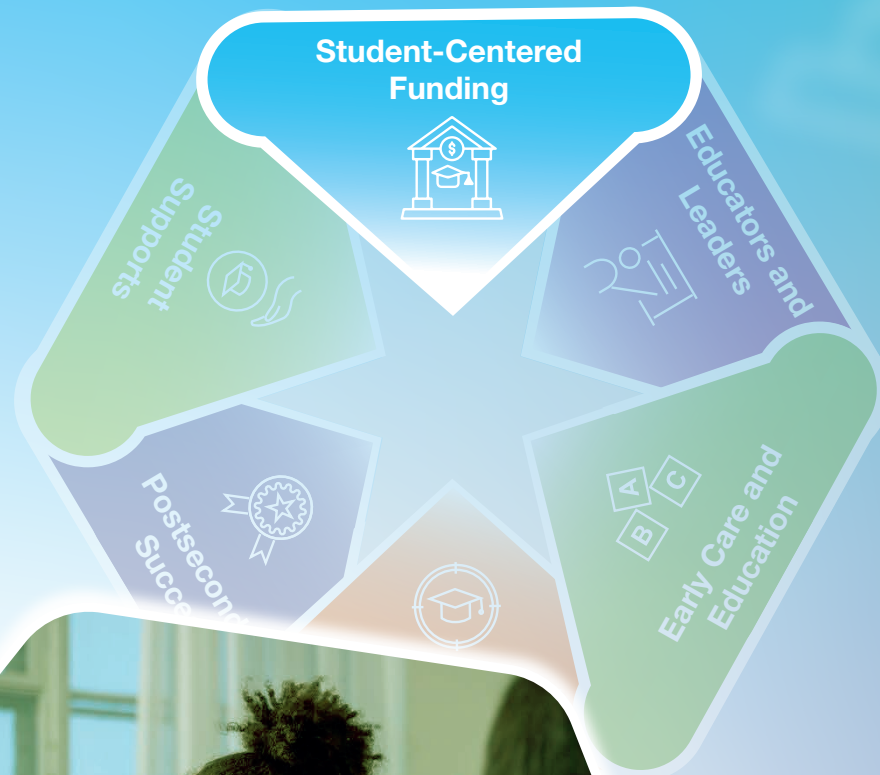 Student-Centered
Funding
$
Educators and
Leaders
Early Care and
Education
A
C
B
Student
Supports